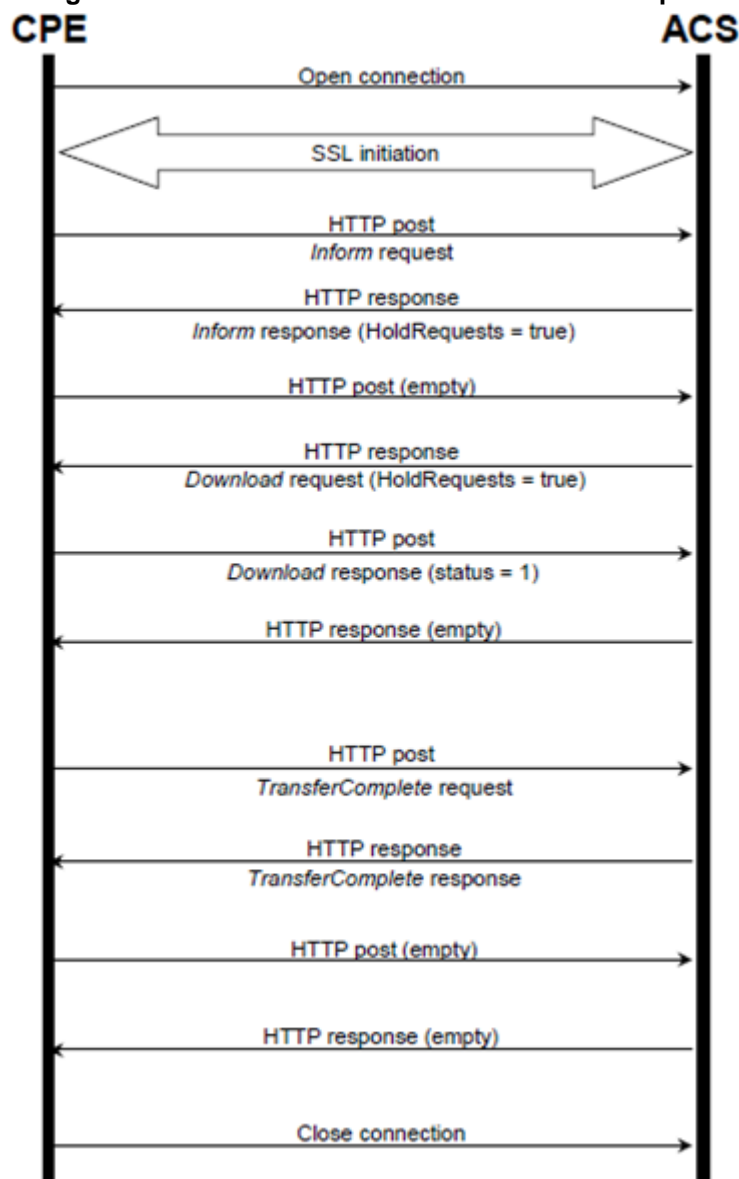 CPE ACS
Open connection
SSL initiation
HTTP post
Inform request
HTTP response
Inform response (HoldRequests = true)
HTTP post (empty)
HTTP response
Download request (HoldRequests = true)
HTTP post
Download response (status = 1)
HTTP response (empty)
HTTP post
TransferComplete request
HTTP response
TransferComplete response
HTTP post (empty)
HTTP response (empty)
Close connection